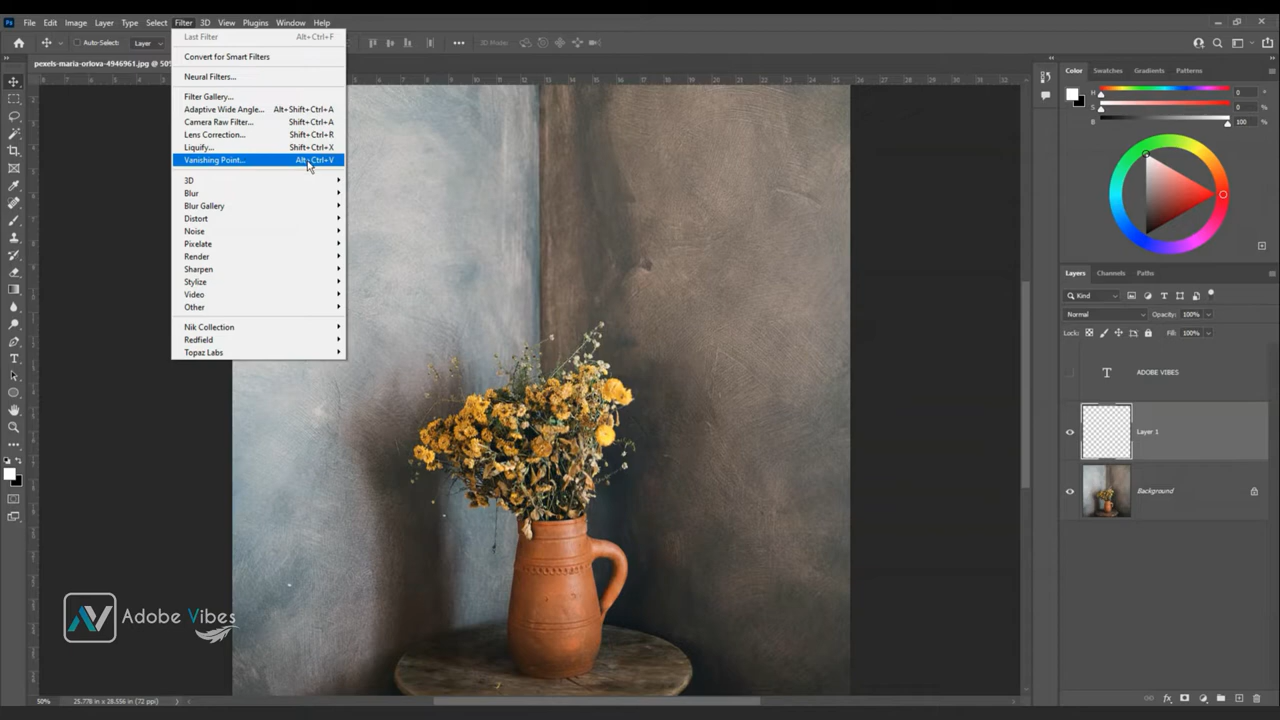 Ps File Edit Image Layer Type Select Filter 3D View Plugins Window Help
Auto-Select: Layer 3D Mode:
pexels-maria-orlova-4946961.jpg @ 50%
Last Filter Alt+Ctrl+F
Convert for Smart Filters
Neural Filters...
Filter Gallery...
Adaptive Wide Angle... Alt+Shift+Ctrl+A
Camera Raw Filter... Shift+Ctrl+A
Lens Correction... Shift+Ctrl+R
Liquify... Shift+Ctrl+X
Vanishing Point... Alt+Ctrl+V
3D
Blur
Blur Gallery
Distort
Noise
Pixelate
Render
Sharpen
Stylize
Video
Other
Nik Collection
Redfield
Topaz Labs
Color Swatches Gradients Patterns
H 0 °
S 0 %
B 100 %
Layers Channels Paths
Kind
Normal Opacity: 100%
Lock: Fill: 100%
T ADOBE VIBES
Layer 1
Background
Adobe Vibes
50% 25.778 in x 28.556 in (72 ppi)